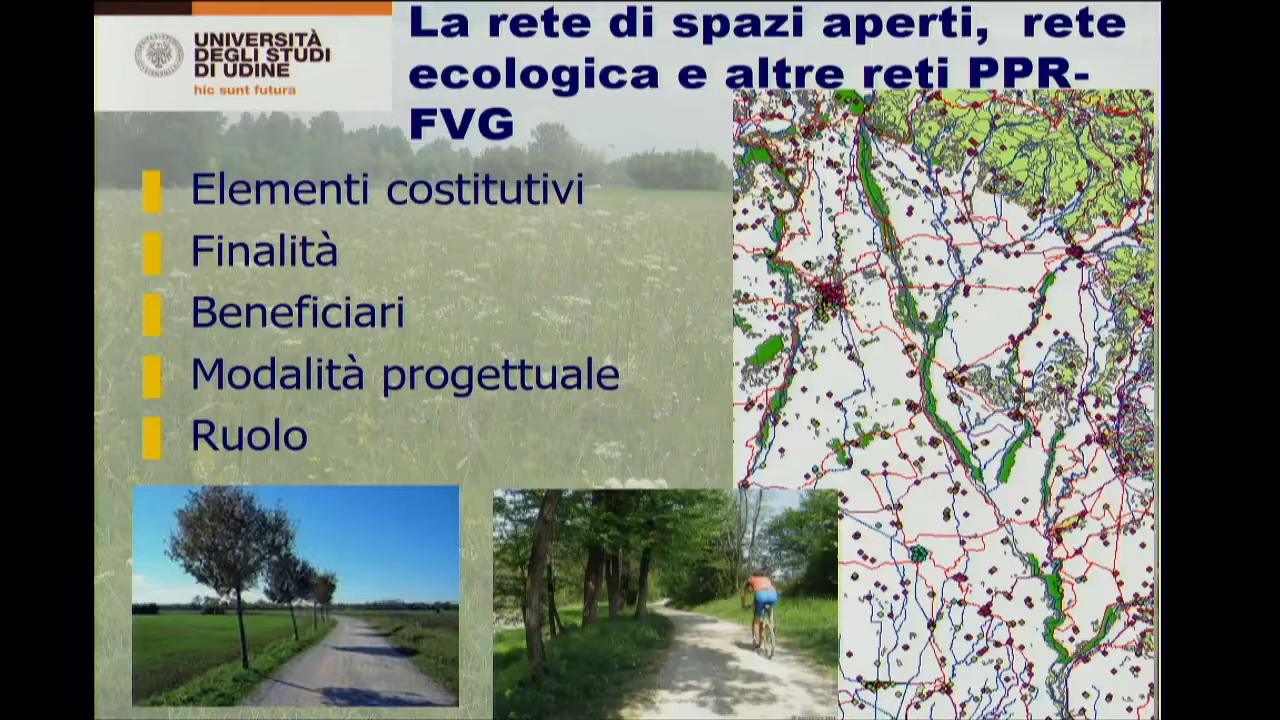 UNIVERSITÀ
DEGLI STUDI
DI UDINE
hic sunt futura
La rete di spazi aperti, rete
ecologica e altre reti PPR-
FVG
Elementi costitutivi
Finalità
Beneficiari
Modalità progettuale
Ruolo